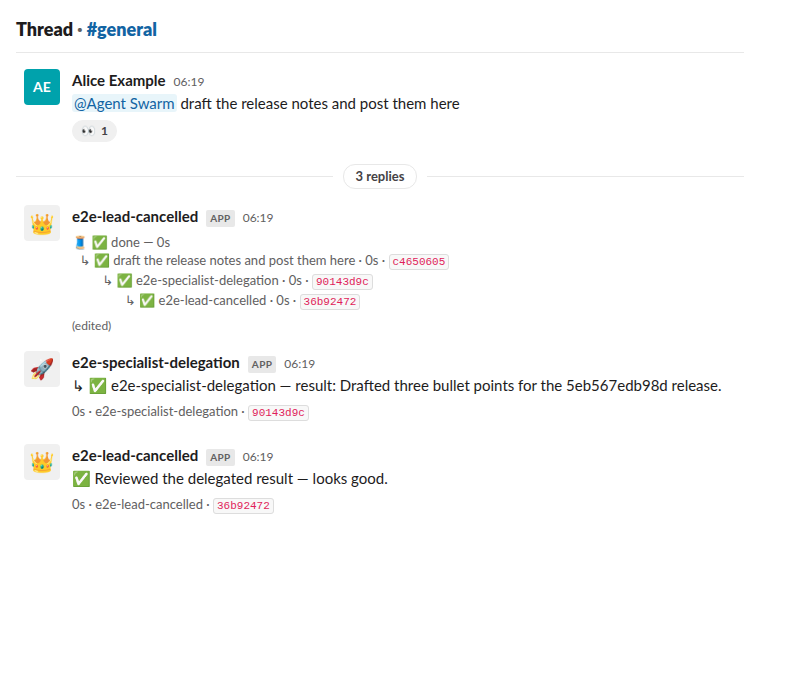 Thread • #general
AE
Alice Example 06:19
@Agent Swarm draft the release notes and post them here
👀 1
3 replies
e2e-lead-cancelled APP 06:19
🧵 ✅ done — 0s
↳ ✅ draft the release notes and post them here · 0s · c4650605
↳ ✅ e2e-specialist-delegation · 0s · 90143d9c
↳ ✅ e2e-lead-cancelled · 0s · 36b92472
(edited)
e2e-specialist-delegation APP 06:19
↳ ✅ e2e-specialist-delegation — result: Drafted three bullet points for the 5eb567edb98d release.
0s · e2e-specialist-delegation · 90143d9c
e2e-lead-cancelled APP 06:19
✅ Reviewed the delegated result — looks good.
0s · e2e-lead-cancelled · 36b92472